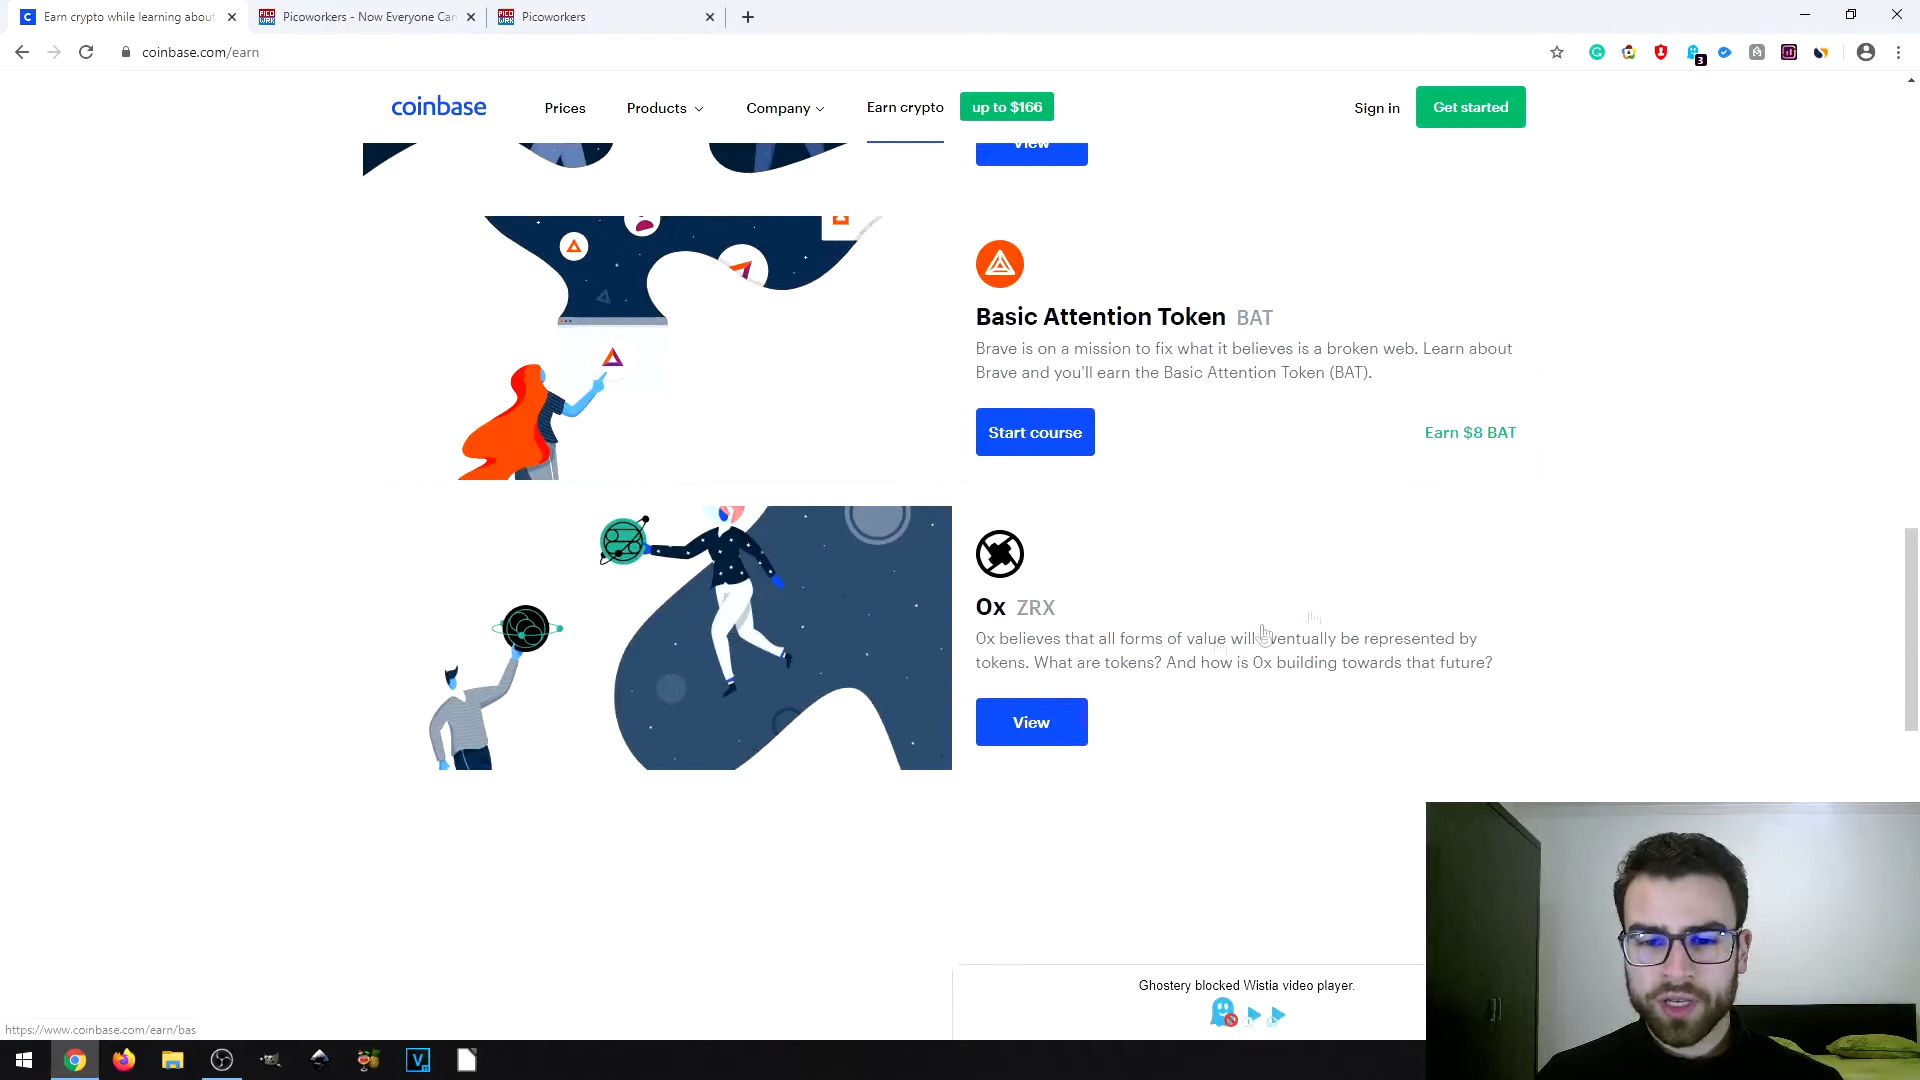 Earn crypto while learning about
Picoworkers - Now Everyone Can
Picoworkers
coinbase.com/earn
3
coinbase
Prices
Products
Company
Earn crypto
up to $166
Sign in
Get started
View
Basic Attention Token BAT
Brave is on a mission to fix what it believes is a broken web. Learn about
Brave and you'll earn the Basic Attention Token (BAT).
Start course
Earn $8 BAT
0x ZRX
0x believes that all forms of value will eventually be represented by
tokens. What are tokens? And how is 0x building towards that future?
View
Ghostery blocked Wistia video player.
https://www.coinbase.com/earn/bas